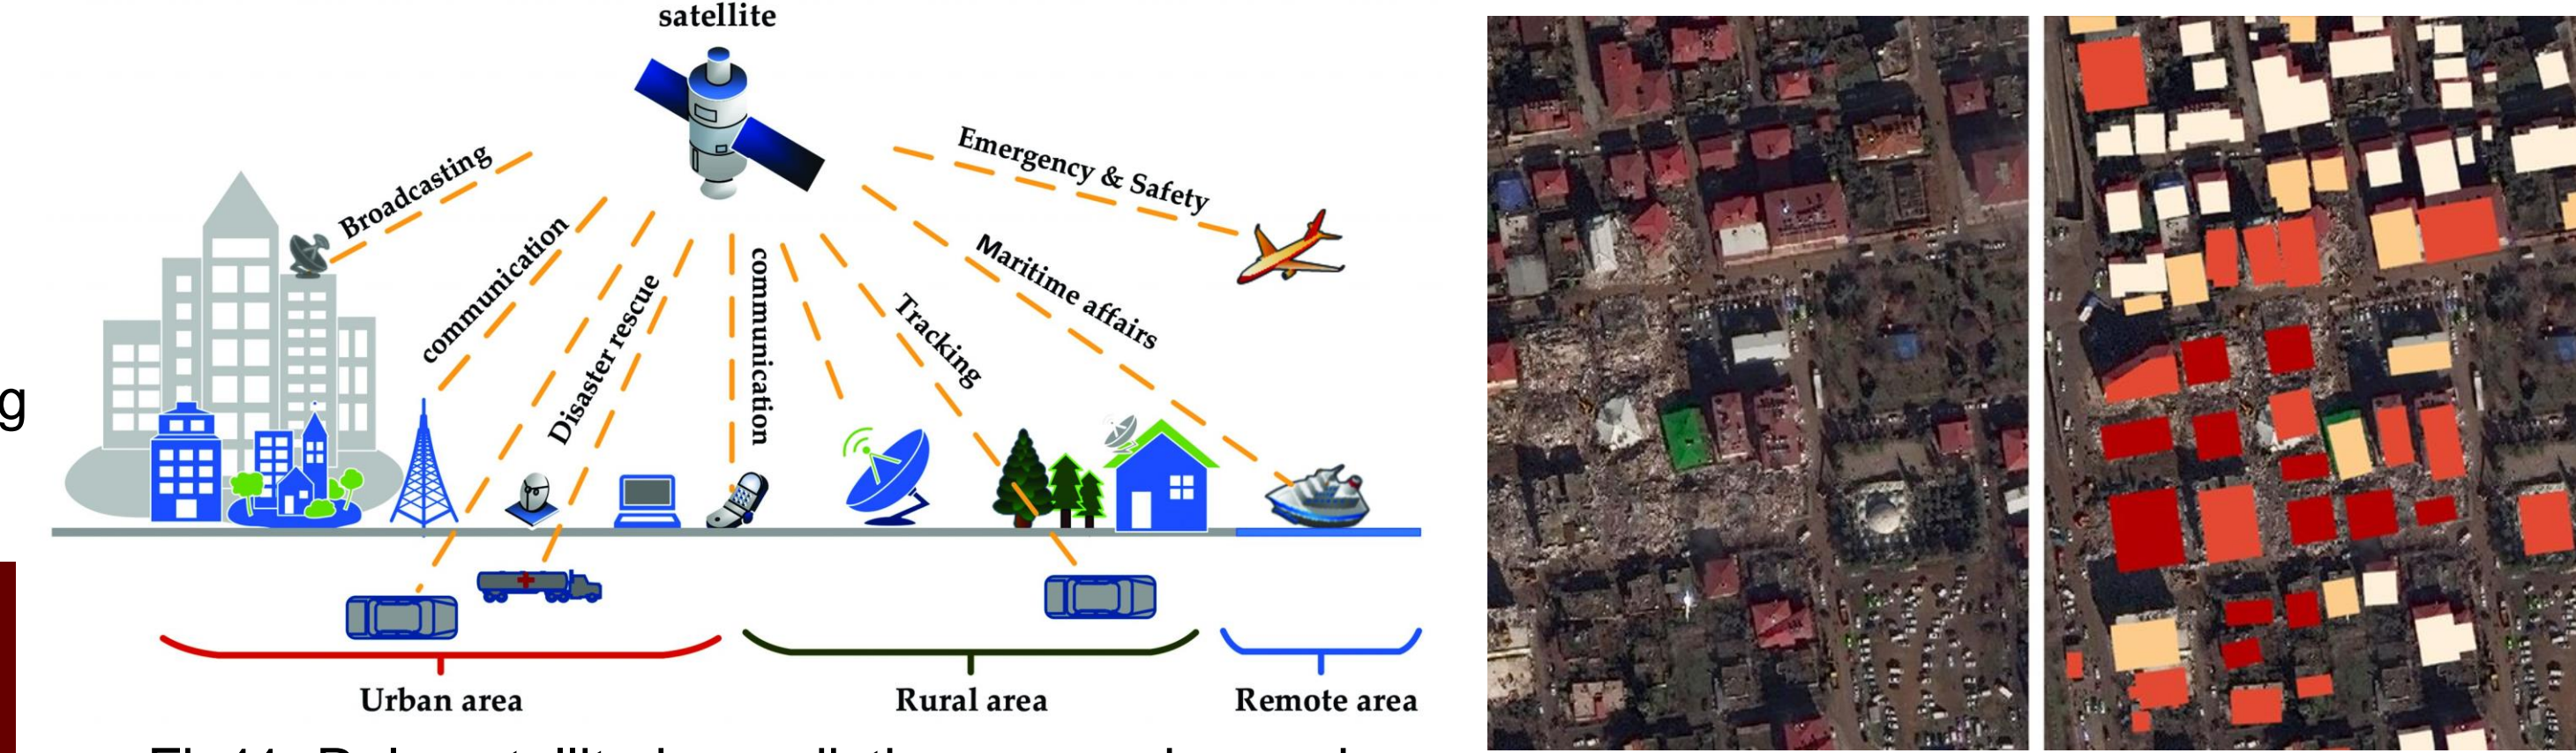 satellite
Broadcasting
communication
Disaster rescue
communication
Tracking
Maritime affairs
Emergency & Safety
g
Urban area
Rural area
Remote area